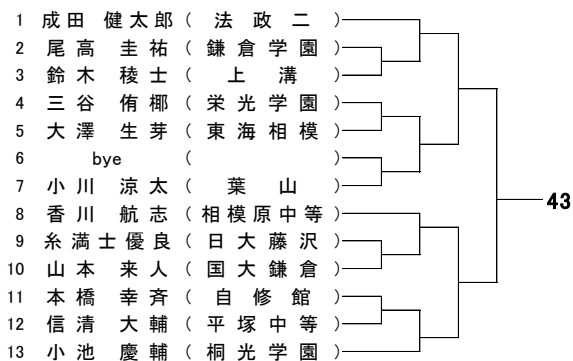 1 成田 健太郎 ( 法政二 )
2 尾高 圭祐 ( 鎌倉学園 )
3 鈴木 稜士 ( 上溝 )
4 三谷 侑椰 ( 栄光学園 )
5 大澤 生芽 ( 東海相模 )
6 bye ( )
7 小川 涼太 ( 葉山 )
8 香川 航志 ( 相模原中等 )
9 糸満士優良 ( 日大藤沢 )
10 山本 来人 ( 国大鎌倉 )
11 本橋 幸斉 ( 自修館 )
12 信清 大輔 ( 平塚中等 )
13 小池 慶輔 ( 桐光学園 )
43